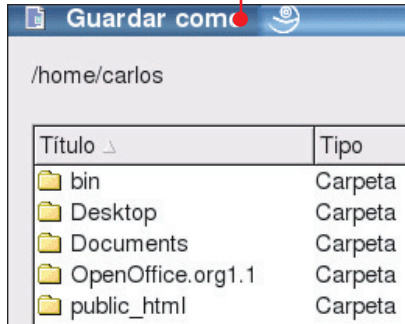 Guardar como
/home/carlos
Título Tipo
bin Carpeta
Desktop Carpeta
Documents Carpeta
OpenOffice.org1.1 Carpeta
public_html Carpeta